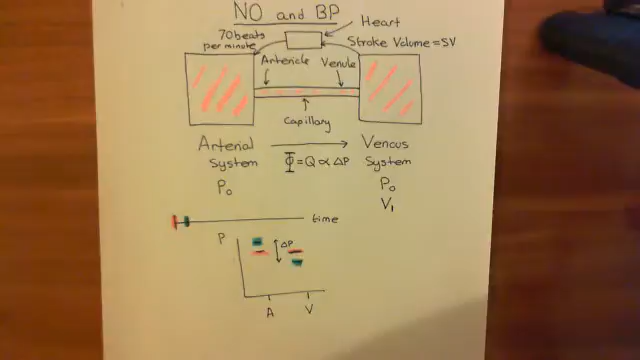 NO and BP
Heart
70 beats
per minute
Stroke Volume = SV
Arteriole
Venule
Capillary
Arterial
System
P₀
Φ = Q ∝ ΔP
Venous
System
P₀
V₁
time
P
ΔP
A
V